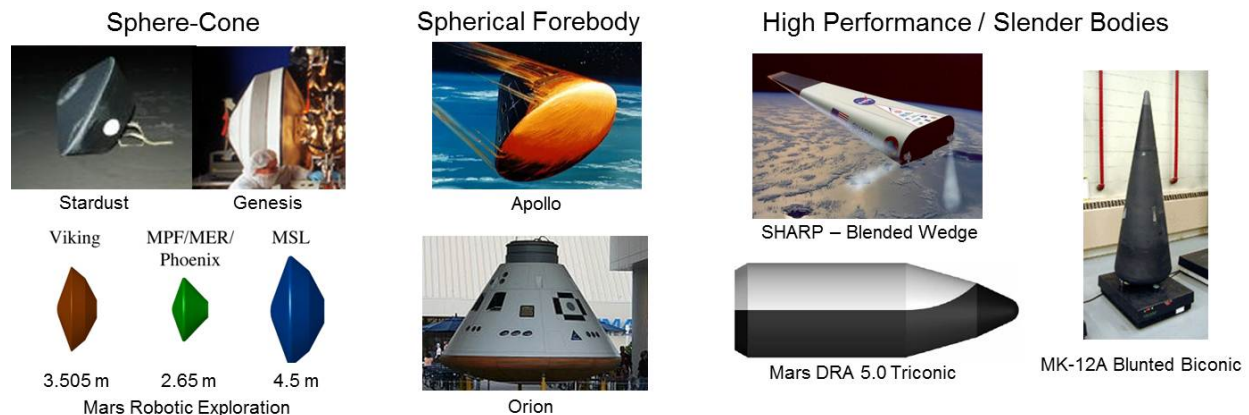 Sphere-Cone
Spherical Forebody
High Performance / Slender Bodies
Stardust
Genesis
Apollo
SHARP – Blended Wedge
Viking
MPF/MER/
Phoenix
MSL
3.505 m
2.65 m
4.5 m
Mars Robotic Exploration
Orion
Mars DRA 5.0 Triconic
MK-12A Blunted Biconic